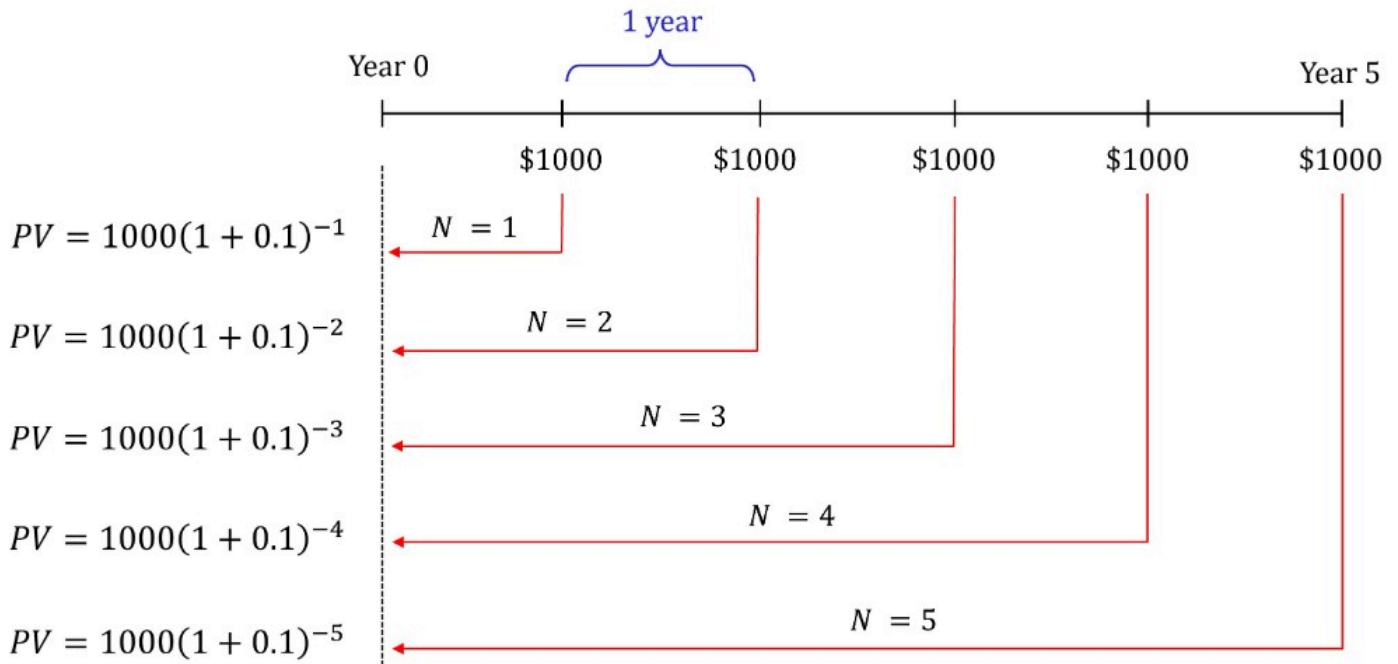 1 year
Year 0
Year 5
$1000 $1000 $1000 $1000 $1000
PV = 1000(1 + 0.1)⁻¹
N = 1
PV = 1000(1 + 0.1)⁻²
N = 2
PV = 1000(1 + 0.1)⁻³
N = 3
PV = 1000(1 + 0.1)⁻⁴
N = 4
PV = 1000(1 + 0.1)⁻⁵
N = 5